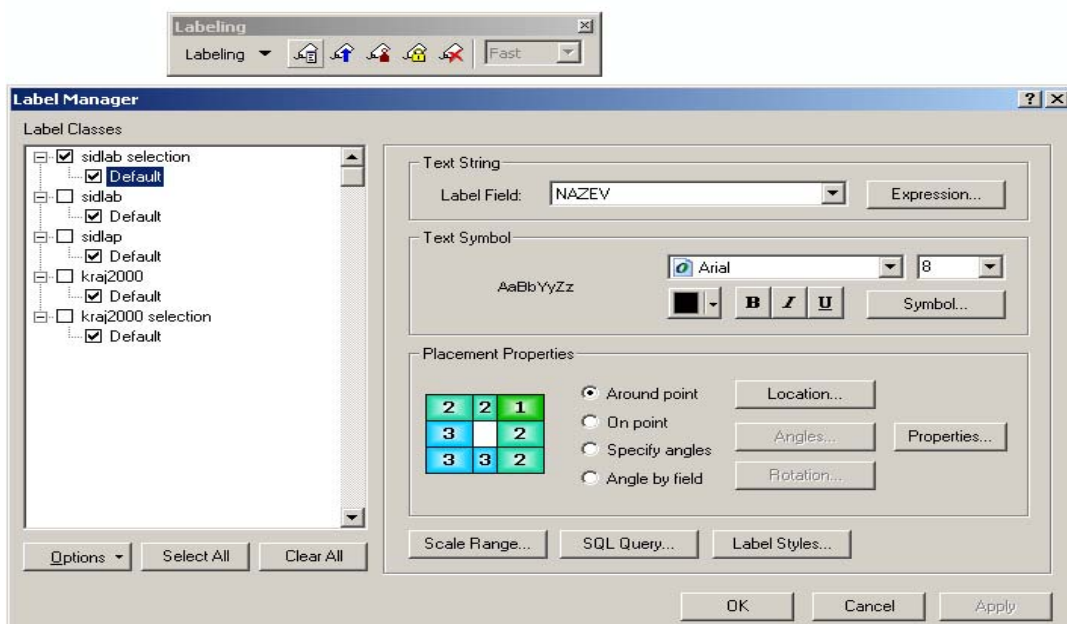 Labeling
Labeling Fast
Label Manager
Label Classes
sidlab selection
Default
sidlab
Default
sidlap
Default
kraj2000
Default
kraj2000 selection
Default
Options Select All Clear All
Text String
Label Field: NAZEV Expression...
Text Symbol
AaBbYyZz
Arial 8
B I U Symbol...
Placement Properties
2 2 1
3 2
3 3 2
Around point Location...
On point
Specify angles Angles... Properties...
Angle by field Rotation...
Scale Range... SQL Query... Label Styles...
OK Cancel Apply